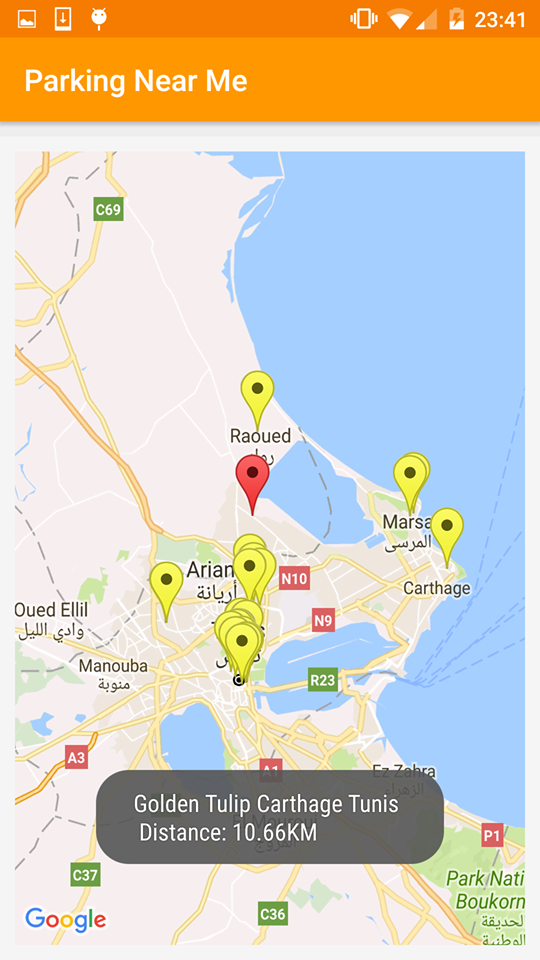 23:41
Parking Near Me
C69
Raoued
Marsa
المرسى
Arian
أريانة
N10
Carthage
Oued Ellil
وادي الليل
N9
Manouba
منوبة
R23
A3
A1
Ez Zahra
الزهراء
Golden Tulip Carthage Tunis
Distance: 10.66KM
P1
C37
Park Nati
Boukorn
لحديقة
الوطنية
Google
C36